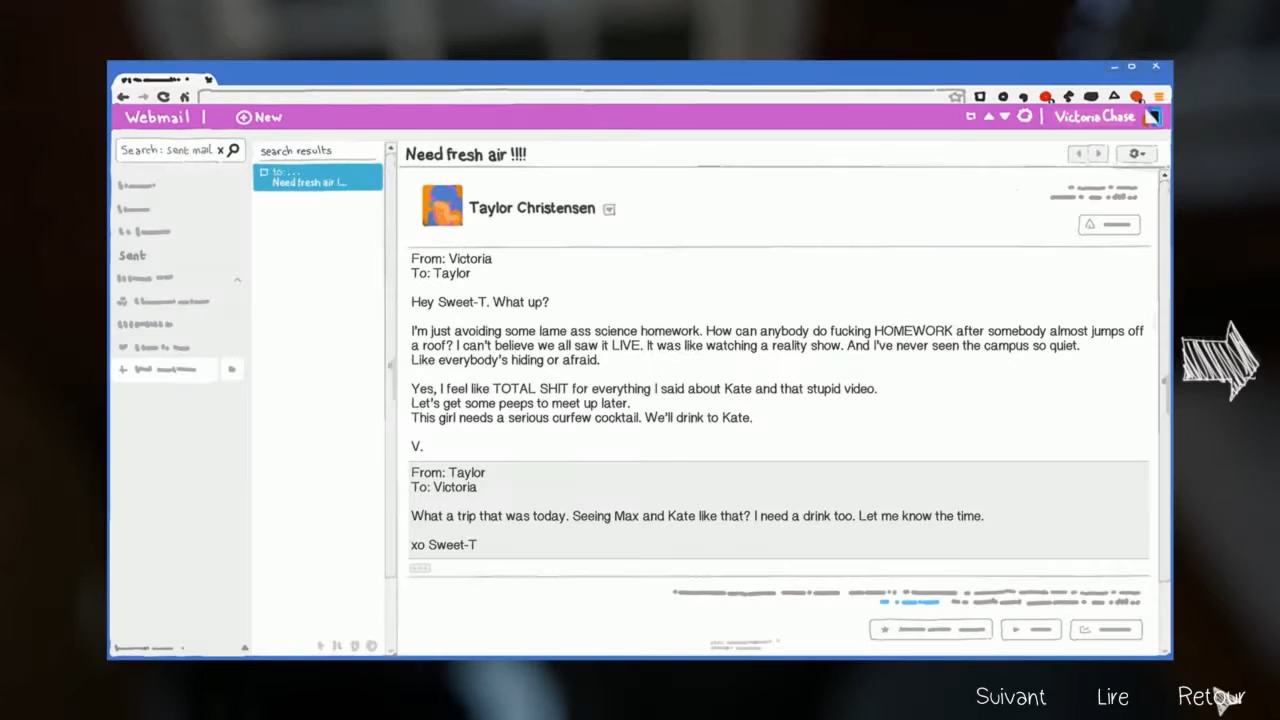 Webmail | + New
Victoria Chase
Search: sent mail x
search results
Need fresh air !!!!
to: ...
Need fresh air !...
Taylor Christensen
Sent
From: Victoria
To: Taylor
Hey Sweet-T. What up?
I'm just avoiding some lame ass science homework. How can anybody do fucking HOMEWORK after somebody almost jumps off
a roof? I can't believe we all saw it LIVE. It was like watching a reality show. And I've never seen the campus so quiet.
Like everybody's hiding or afraid.
Yes, I feel like TOTAL SHIT for everything I said about Kate and that stupid video.
Let's get some peeps to meet up later.
This girl needs a serious curfew cocktail. We'll drink to Kate.
V.
From: Taylor
To: Victoria
What a trip that was today. Seeing Max and Kate like that? I need a drink too. Let me know the time.
xo Sweet-T
Suivant Lire Retour